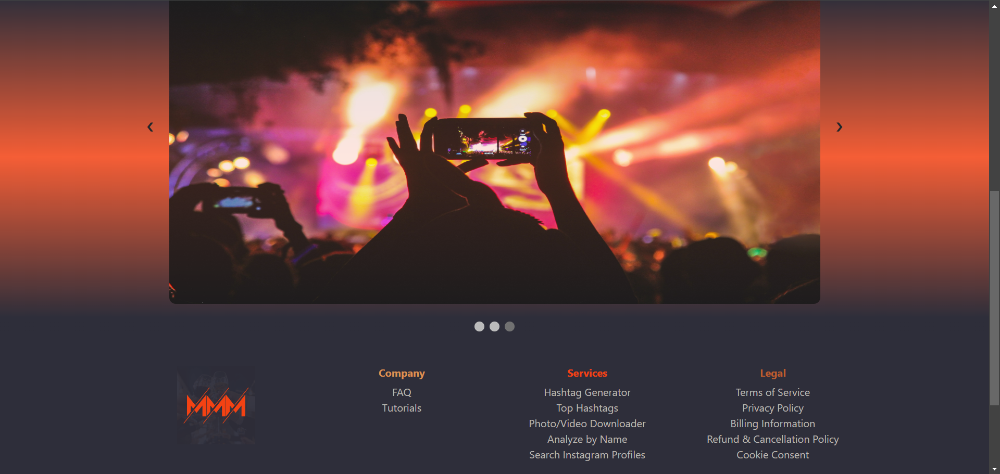 MMM
Company
FAQ
Tutorials
Services
Hashtag Generator
Top Hashtags
Photo/Video Downloader
Analyze by Name
Search Instagram Profiles
Legal
Terms of Service
Privacy Policy
Billing Information
Refund & Cancellation Policy
Cookie Consent